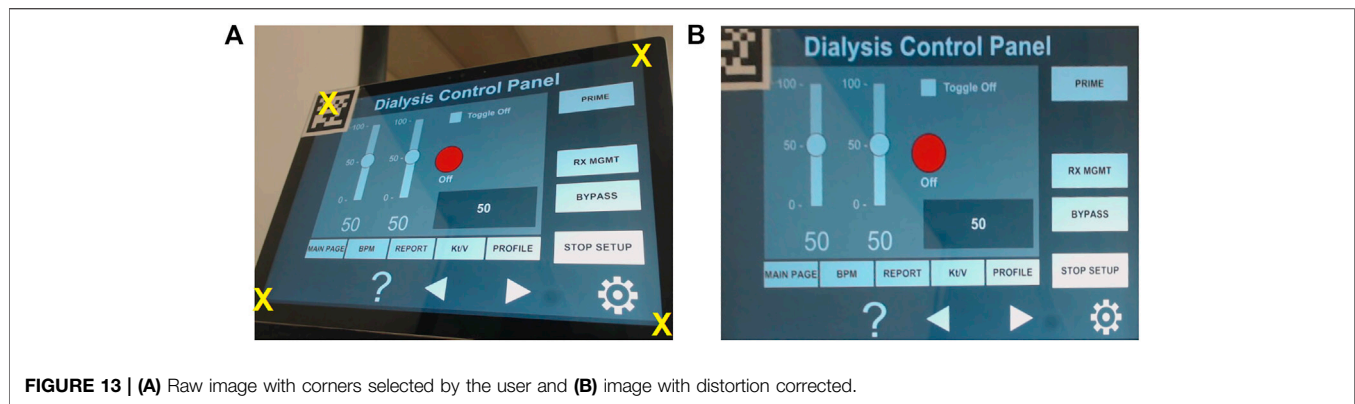 A
X
X
X
X
Dialysis Control Panel
100 -
100 -
Toggle Off
PRIME
50 -
50 -
Off
RX MGMT
0 -
0 -
50
BYPASS
50
50
MAIN PAGE
BPM
REPORT
Kt/V
PROFILE
STOP SETUP
?
B
Dialysis Control Panel
100 -
100 -
Toggle Off
PRIME
50 -
50 -
Off
RX MGMT
0 -
0 -
50
BYPASS
50
50
MAIN PAGE
BPM
REPORT
Kt/V
PROFILE
STOP SETUP
?
FIGURE 13 | (A) Raw image with corners selected by the user and (B) image with distortion corrected.